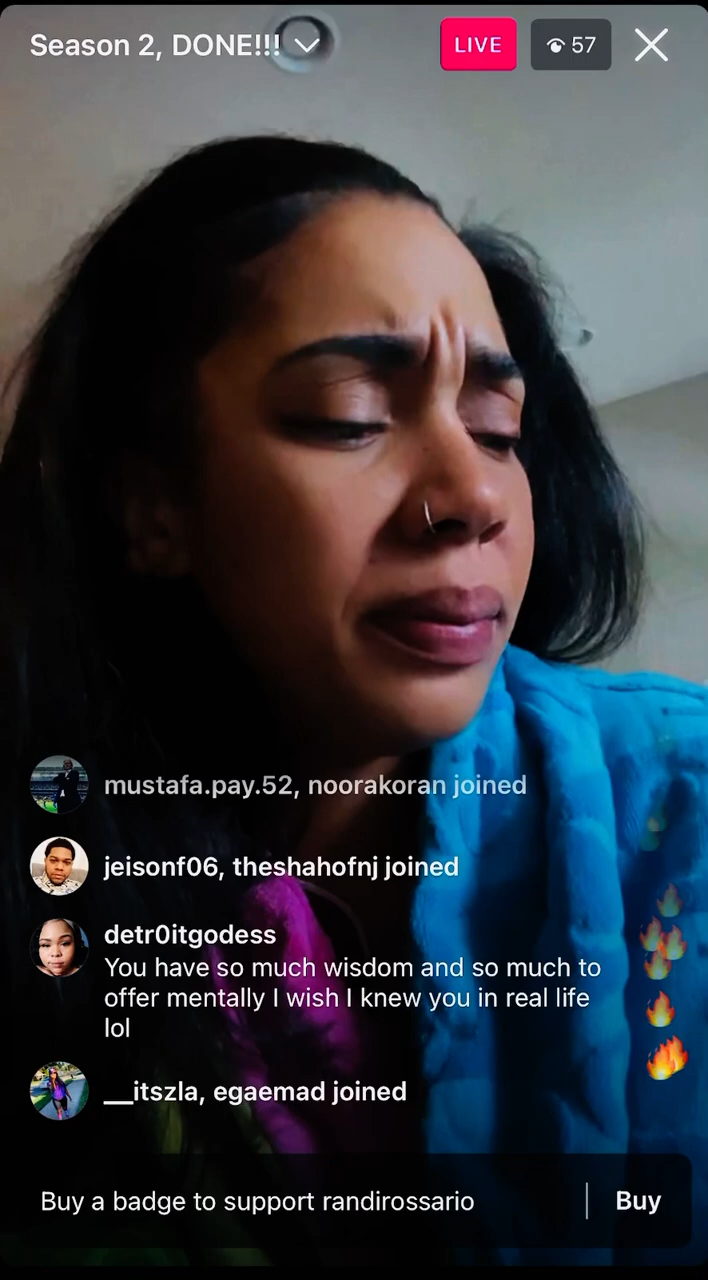 Season 2, DONE!!!
LIVE
57
mustafa.pay.52, noorakoran joined
jeisonf06, theshahofnj joined
detr0itgodess
You have so much wisdom and so much to
offer mentally I wish I knew you in real life
lol
__itszla, egaemad joined
Buy a badge to support randirossario
Buy